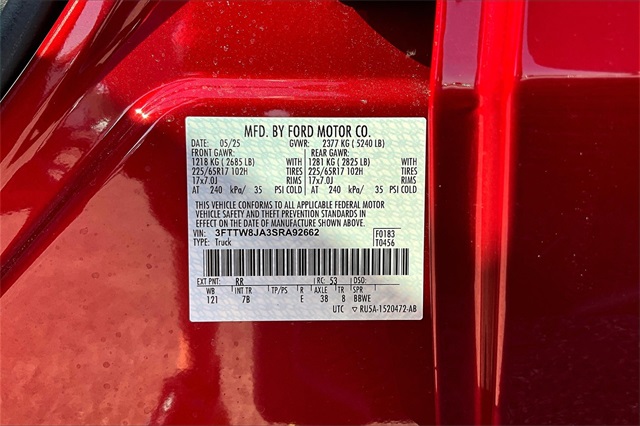 MFD. BY FORD MOTOR CO.
DATE: 05/25 GVWR: 2377 KG ( 5240 LB)
FRONT GAWR: REAR GAWR:
1218 KG ( 2685 LB) WITH 1281 KG ( 2825 LB) WITH
225/65R17 102H TIRES 225/65R17 102H TIRES
17x7.0J RIMS 17x7.0J RIMS
AT 240 kPa/ 35 PSI COLD AT 240 kPa/ 35 PSI COLD
THIS VEHICLE CONFORMS TO ALL APPLICABLE FEDERAL MOTOR
VEHICLE SAFETY AND THEFT PREVENTION STANDARDS IN
EFFECT ON THE DATE OF MANUFACTURE SHOWN ABOVE.
VIN: 3FTTW8JA3SRA92662 F0183
TYPE: Truck T0456
EXT PNT: RR RC: 53 DSO:
WB INT TR TP/PS R AXLE TR SPR
121 7B E 38 8 BBWE
UTC ▽ RU5A-1520472-AB